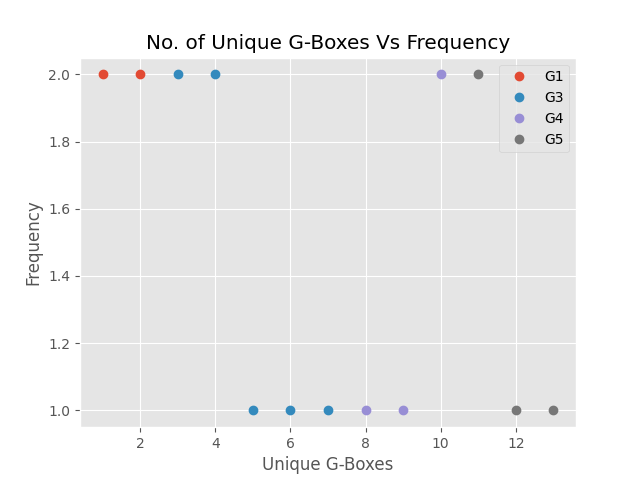 No. of Unique G-Boxes Vs Frequency
2.0
1.8
1.6
1.4
1.2
1.0
Frequency
G1
G3
G4
G5
2 4 6 8 10 12
Unique G-Boxes